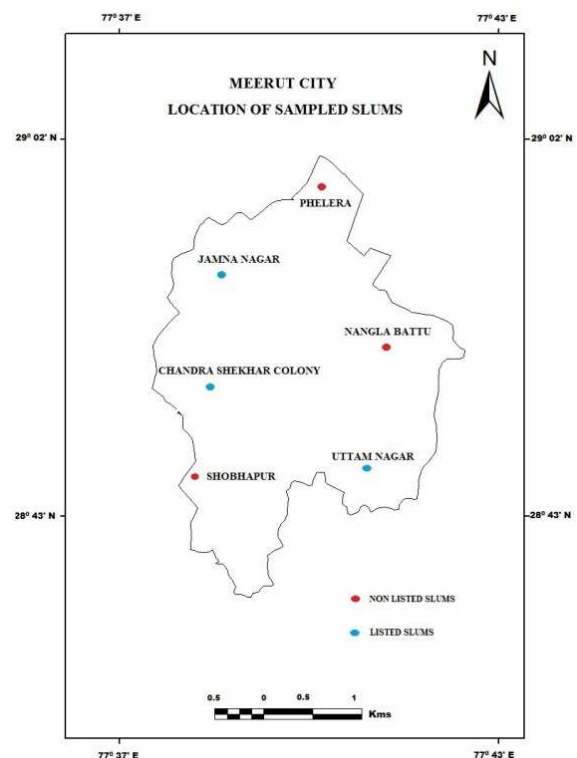 77° 37' E
77° 43' E
N
MEERUT CITY
LOCATION OF SAMPLED SLUMS
29° 02' N
29° 02' N
PHELERA
JAMNA NAGAR
NANGLA BATTU
CHANDRA SHEKHAR COLONY
UTTAM NAGAR
SHOBHAPUR
28° 43' N
28° 43' N
NON LISTED SLUMS
LISTED SLUMS
0.5 0 0.5 1
Kms
77° 37' E
77° 43' E